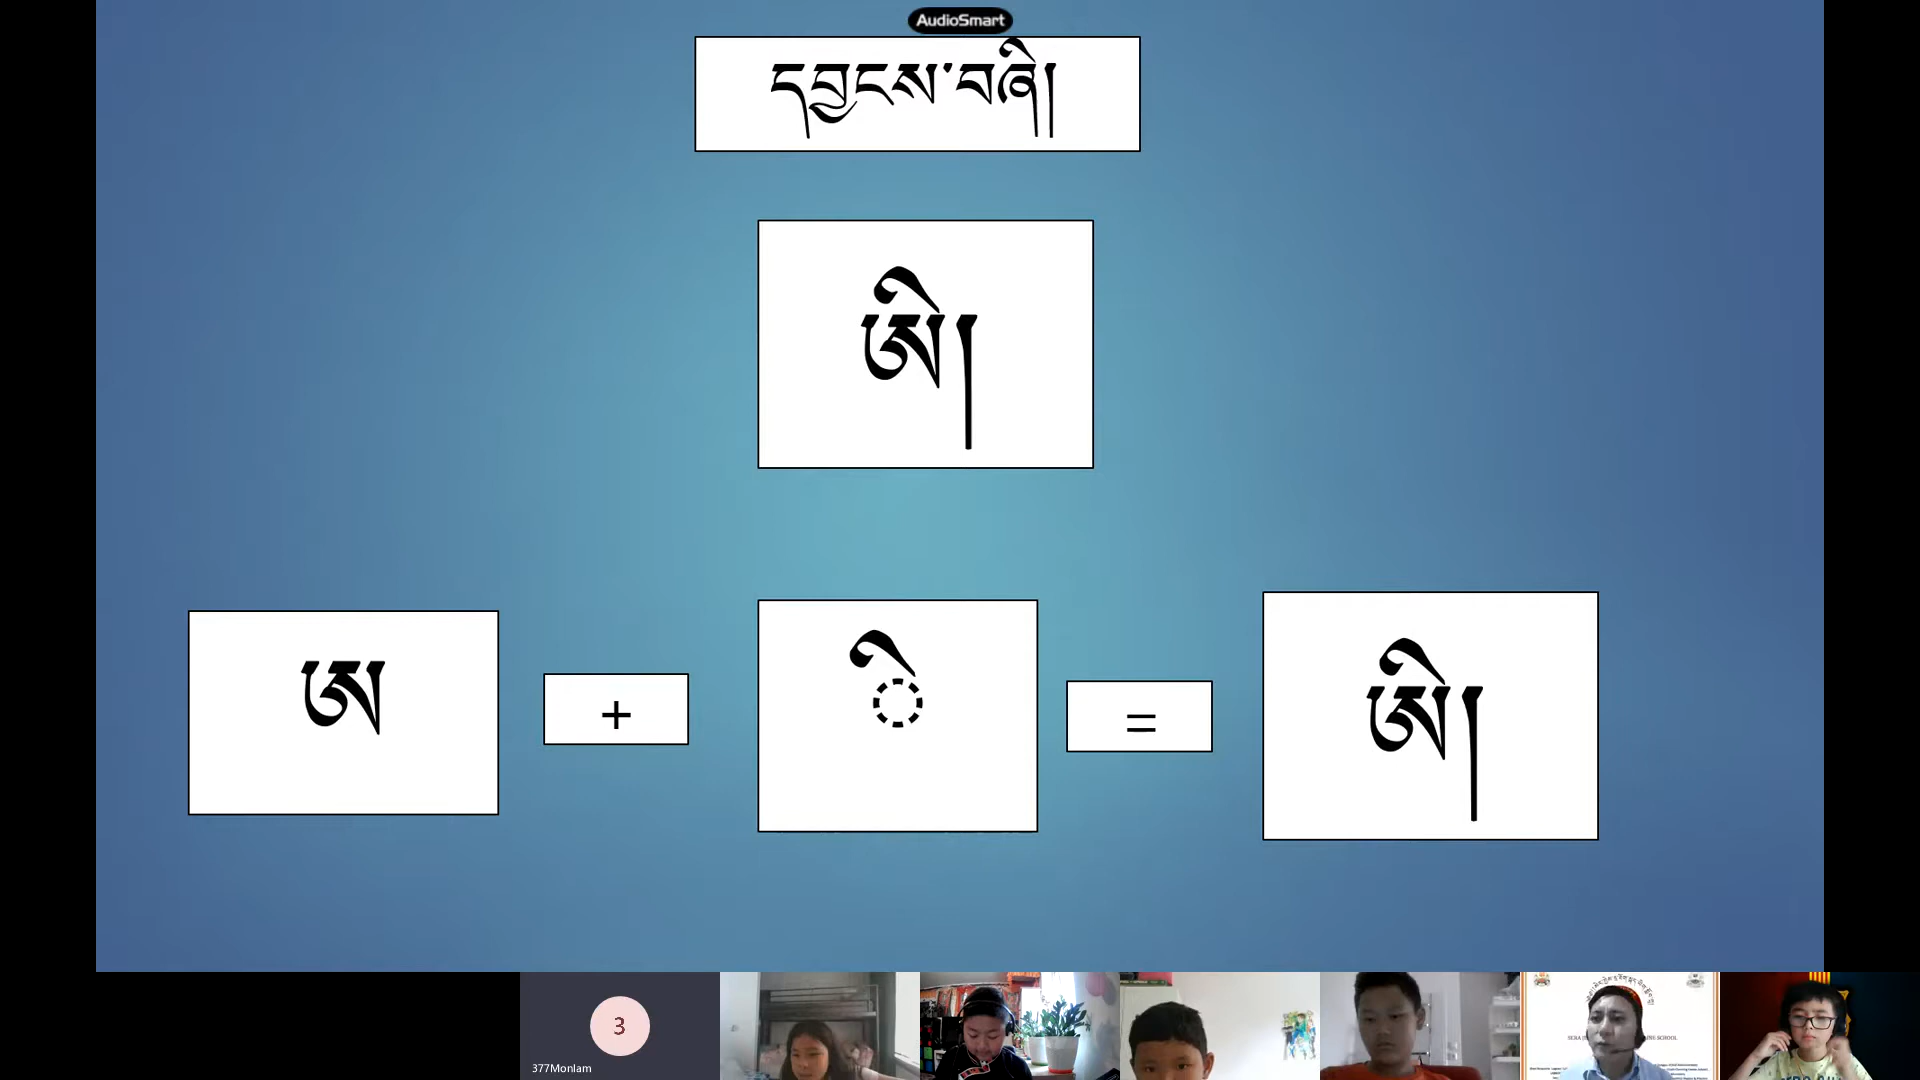 AudioSmart
དབྱངས་བཞི།
ཨི།
ཨ + ི = ཨི།
3
377Monlam